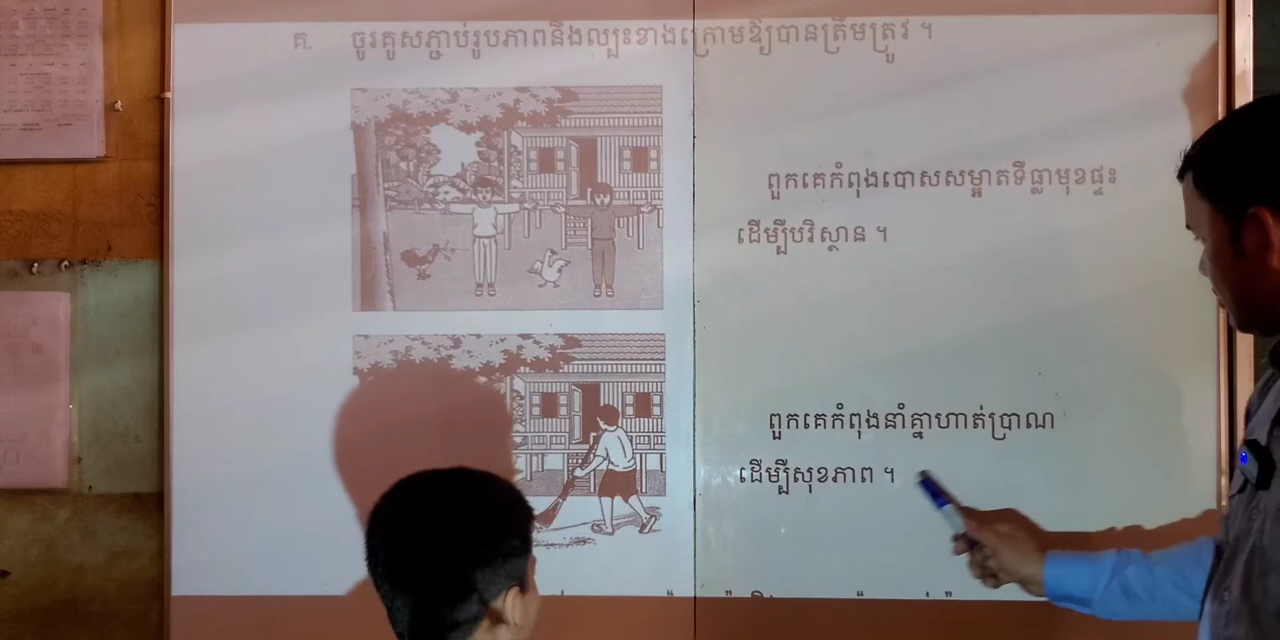 គ. ចូរគូសភ្ជាប់រូបភាពនឹងល្បះខាងក្រោមឱ្យបានត្រឹមត្រូវ ។
ពួកគេកំពុងបោសសម្អាតទីធ្លាមុខផ្ទះ
ដើម្បីបរិស្ថាន ។
ពួកគេកំពុងនាំគ្នាហាត់ប្រាណ
ដើម្បីសុខភាព ។